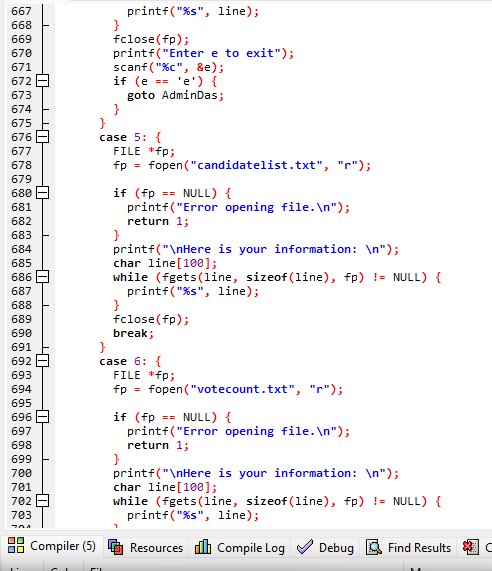 667 printf("%s", line);
668 }
669 fclose(fp);
670 printf("Enter e to exit");
671 scanf("%c", &e);
672 if (e == 'e') {
673 goto AdminDas;
674 }
675 }
676 case 5: {
677 FILE *fp;
678 fp = fopen("candidatelist.txt", "r");
679
680 if (fp == NULL) {
681 printf("Error opening file.\n");
682 return 1;
683 }
684 printf("\nHere is your information: \n");
685 char line[100];
686 while (fgets(line, sizeof(line), fp) != NULL) {
687 printf("%s", line);
688 }
689 fclose(fp);
690 break;
691 }
692 case 6: {
693 FILE *fp;
694 fp = fopen("votecount.txt", "r");
695
696 if (fp == NULL) {
697 printf("Error opening file.\n");
698 return 1;
699 }
700 printf("\nHere is your information: \n");
701 char line[100];
702 while (fgets(line, sizeof(line), fp) != NULL) {
703 printf("%s", line);
Compiler (5) Resources Compile Log Debug Find Results